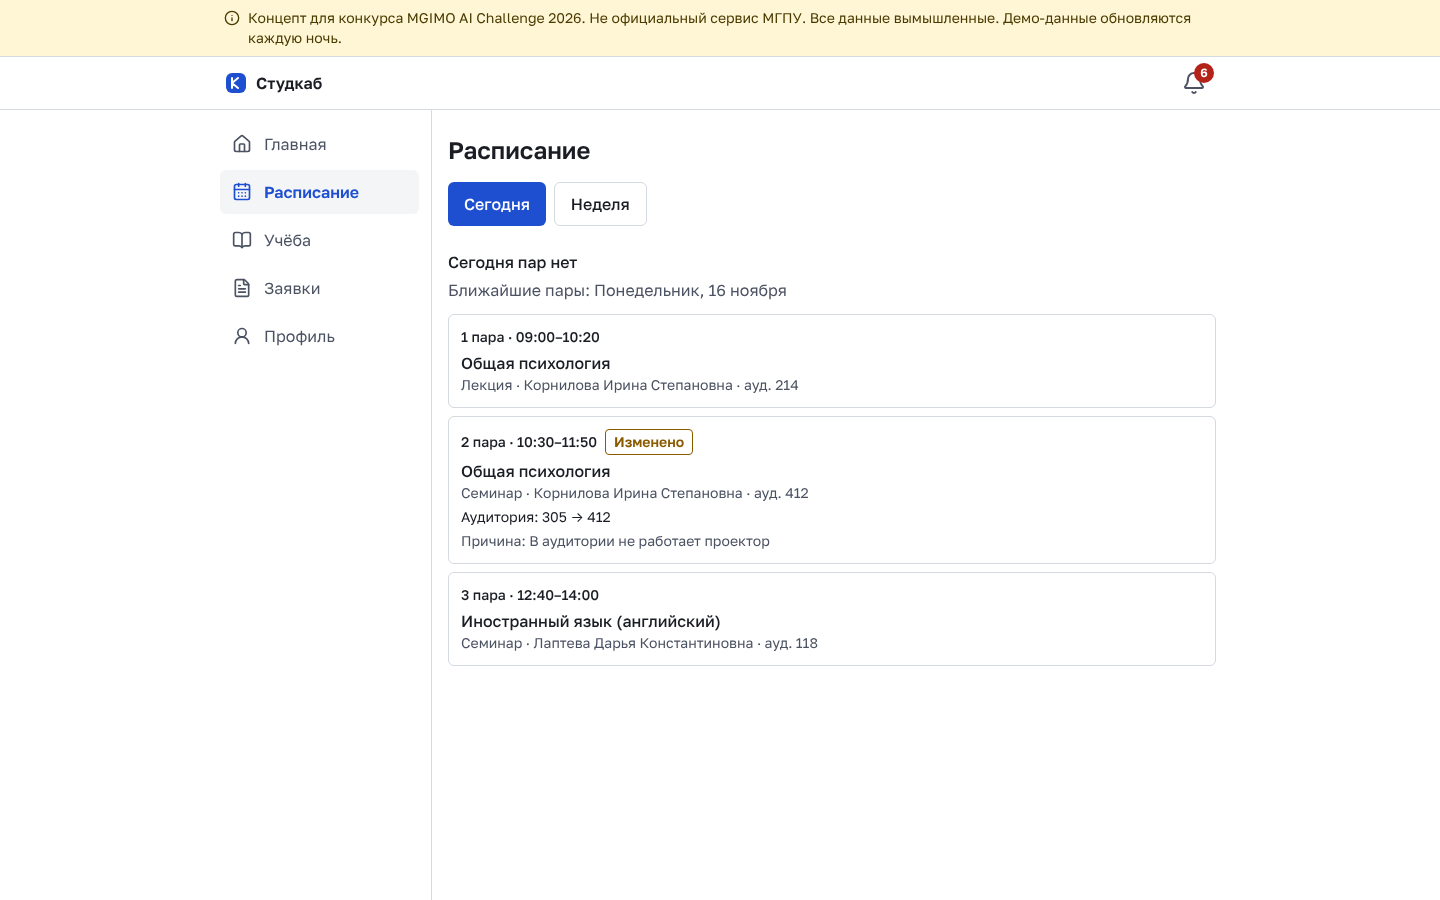 Концепт для конкурса MGIMO AI Challenge 2026. Не официальный сервис МГПУ. Все данные вымышленные. Демо-данные обновляются
каждую ночь.
Студкаб
6
Главная
Расписание
Учёба
Заявки
Профиль
Расписание
Сегодня
Неделя
Сегодня пар нет
Ближайшие пары: Понедельник, 16 ноября
1 пара · 09:00–10:20
Общая психология
Лекция · Корнилова Ирина Степановна · ауд. 214
2 пара · 10:30–11:50 Изменено
Общая психология
Семинар · Корнилова Ирина Степановна · ауд. 412
Аудитория: 305 → 412
Причина: В аудитории не работает проектор
3 пара · 12:40–14:00
Иностранный язык (английский)
Семинар · Лаптева Дарья Константиновна · ауд. 118